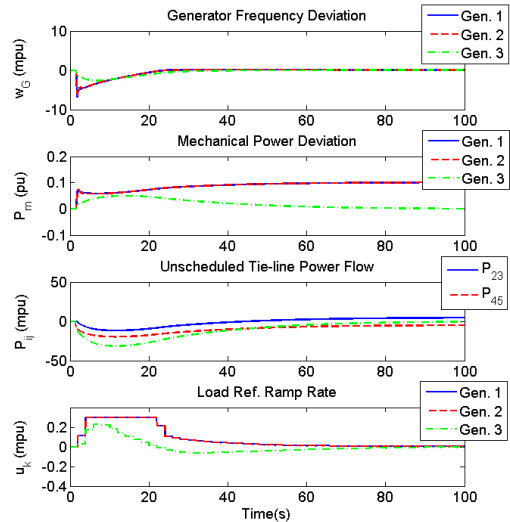 Generator Frequency Deviation
w_G (mpu)
10
0
-10
0 20 40 60 80 100
Gen. 1
Gen. 2
Gen. 3
Mechanical Power Deviation
P_m (pu)
0.2
0.1
0
-0.1
0 20 40 60 80 100
Gen. 1
Gen. 2
Gen. 3
Unscheduled Tie-line Power Flow
P_ij (mpu)
50
0
-50
0 20 40 60 80 100
P_23
P_45
Load Ref. Ramp Rate
u_k (mpu)
0.2
0
-0.2
-0.4
0 20 40 60 80 100
Time(s)
Gen. 1
Gen. 2
Gen. 3